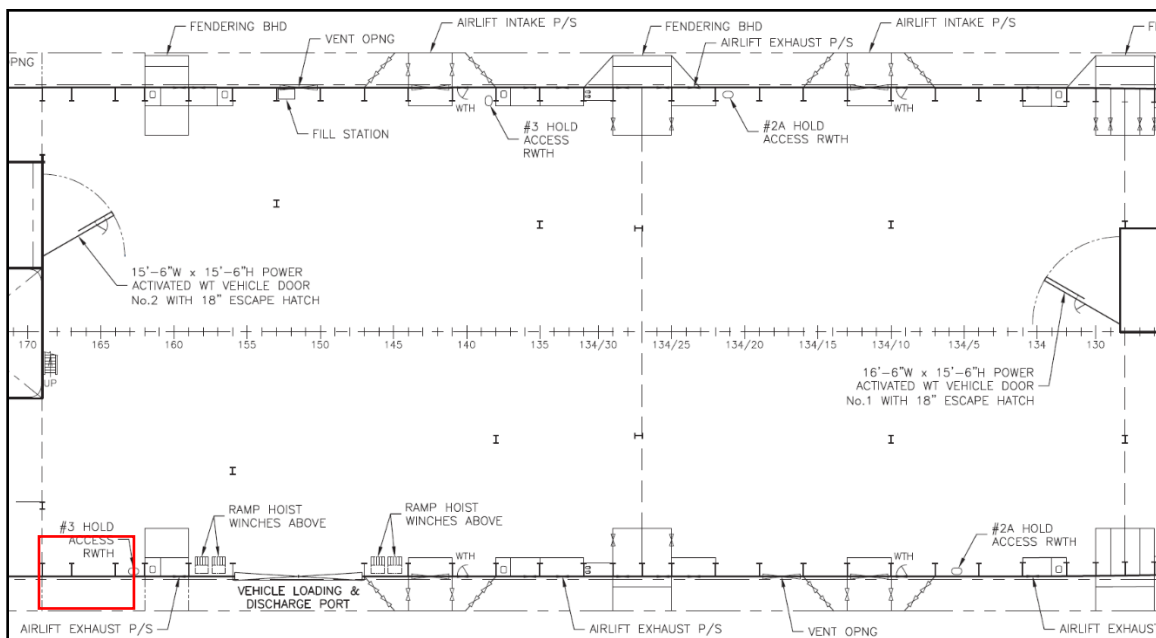 FENDERING BHD
AIRLIFT INTAKE P/S
FENDERING BHD
AIRLIFT INTAKE P/S
FE
VENT OPNG
AIRLIFT EXHAUST P/S
PNG
WTH
WTH
FILL STATION
#3 HOLD
ACCESS
RWTH
#2A HOLD
ACCESS RWTH
15'-6"W x 15'-6"H POWER
ACTIVATED WT VEHICLE DOOR
No.2 WITH 18" ESCAPE HATCH
170 165 160 155 150 145 140 135 134/30 134/25 134/20 134/15 134/10 134/5 130
UP
16'-6"W x 15'-6"H POWER
ACTIVATED WT VEHICLE DOOR
No.1 WITH 18" ESCAPE HATCH
RAMP HOIST
WINCHES ABOVE
RAMP HOIST
WINCHES ABOVE
#3 HOLD
ACCESS
RWTH
#2A HOLD
ACCESS RWTH
WTH
WTH
VEHICLE LOADING &
DISCHARGE PORT
AIRLIFT EXHAUST P/S
AIRLIFT EXHAUST P/S
VENT OPNG
AIRLIFT EXHAUST